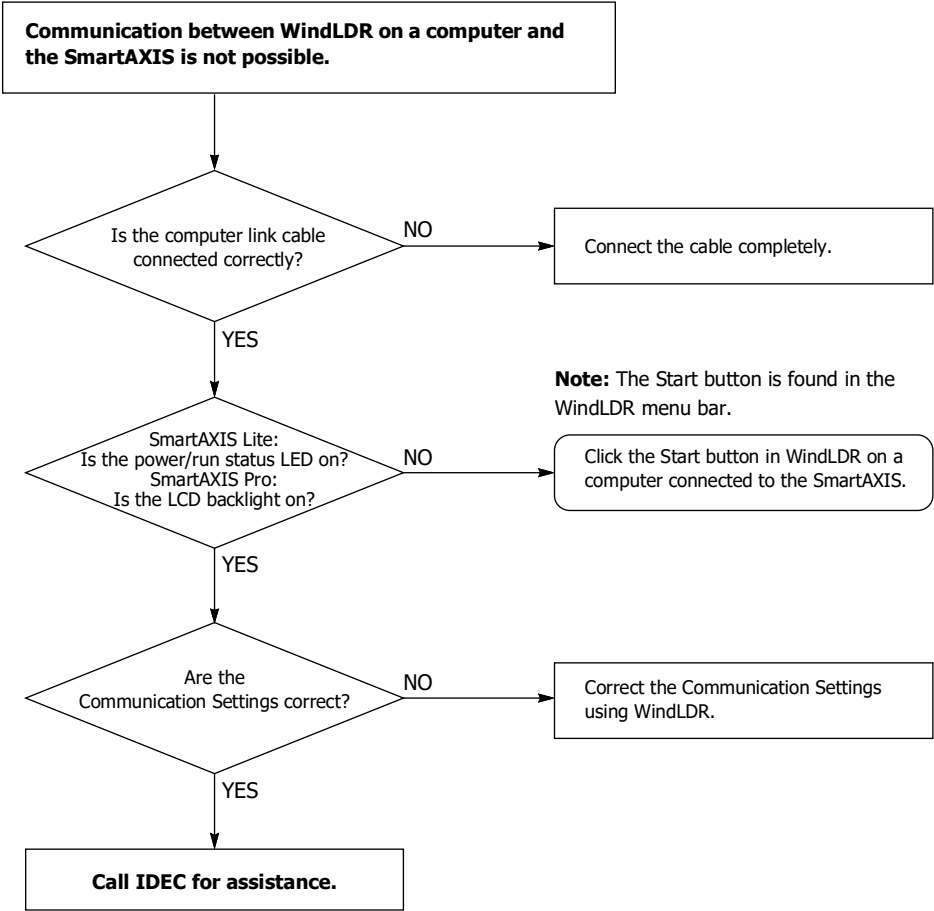 Communication between WindLDR on a computer and
the SmartAXIS is not possible.
Is the computer link cable
connected correctly?
NO
Connect the cable completely.
YES
Note: The Start button is found in the
WindLDR menu bar.
SmartAXIS Lite:
Is the power/run status LED on?
SmartAXIS Pro:
Is the LCD backlight on?
NO
Click the Start button in WindLDR on a
computer connected to the SmartAXIS.
YES
Are the
Communication Settings correct?
NO
Correct the Communication Settings
using WindLDR.
YES
Call IDEC for assistance.